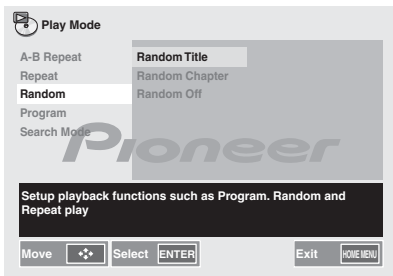 Play Mode
A-B Repeat
Repeat
Random
Program
Search Mode
Random Title
Random Chapter
Random Off
Pioneer
Setup playback functions such as Program. Random and
Repeat play
Move Select ENTER Exit HOME MENU